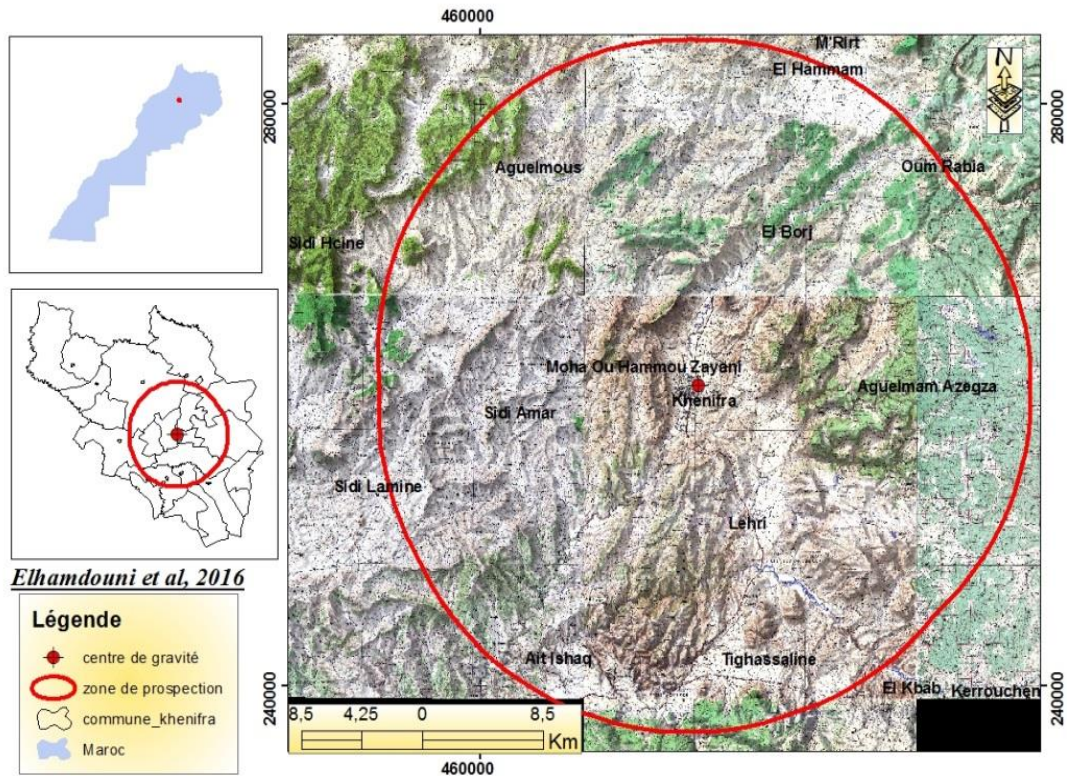 460000
M'Rirt
El Hammam
N
280000
280000
Aguelmous
Oum Rabia
Sidi Hcine
El Borj
Moha Ou Hammou Zayani
Khenifra
Aguelmam Azegza
Sidi Amar
Sidi Lamine
Lehri
Ait Ishaq
Tighassaline
El Kbab
Kerrouchen
240000
240000
8,5 4,25 0 8,5
Km
460000
Elhamdouni et al, 2016
Légende
centre de gravité
zone de prospection
commune_khenifra
Maroc